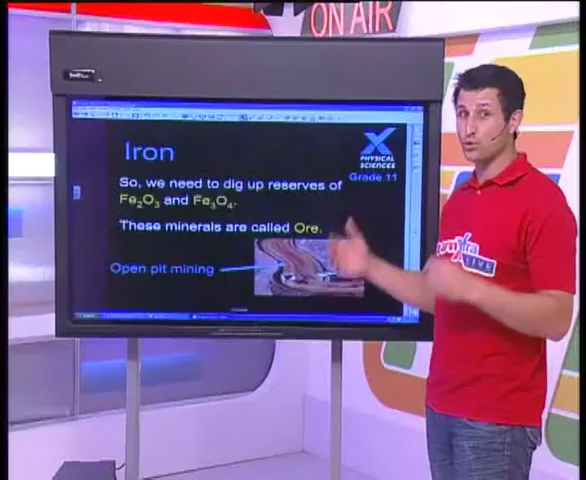 ON AIR
Iron
X
PHYSICAL
SCIENCES
Grade 11
So, we need to dig up reserves of
Fe2O3 and Fe3O4.
These minerals are called Ore.
Open pit mining
LIVE